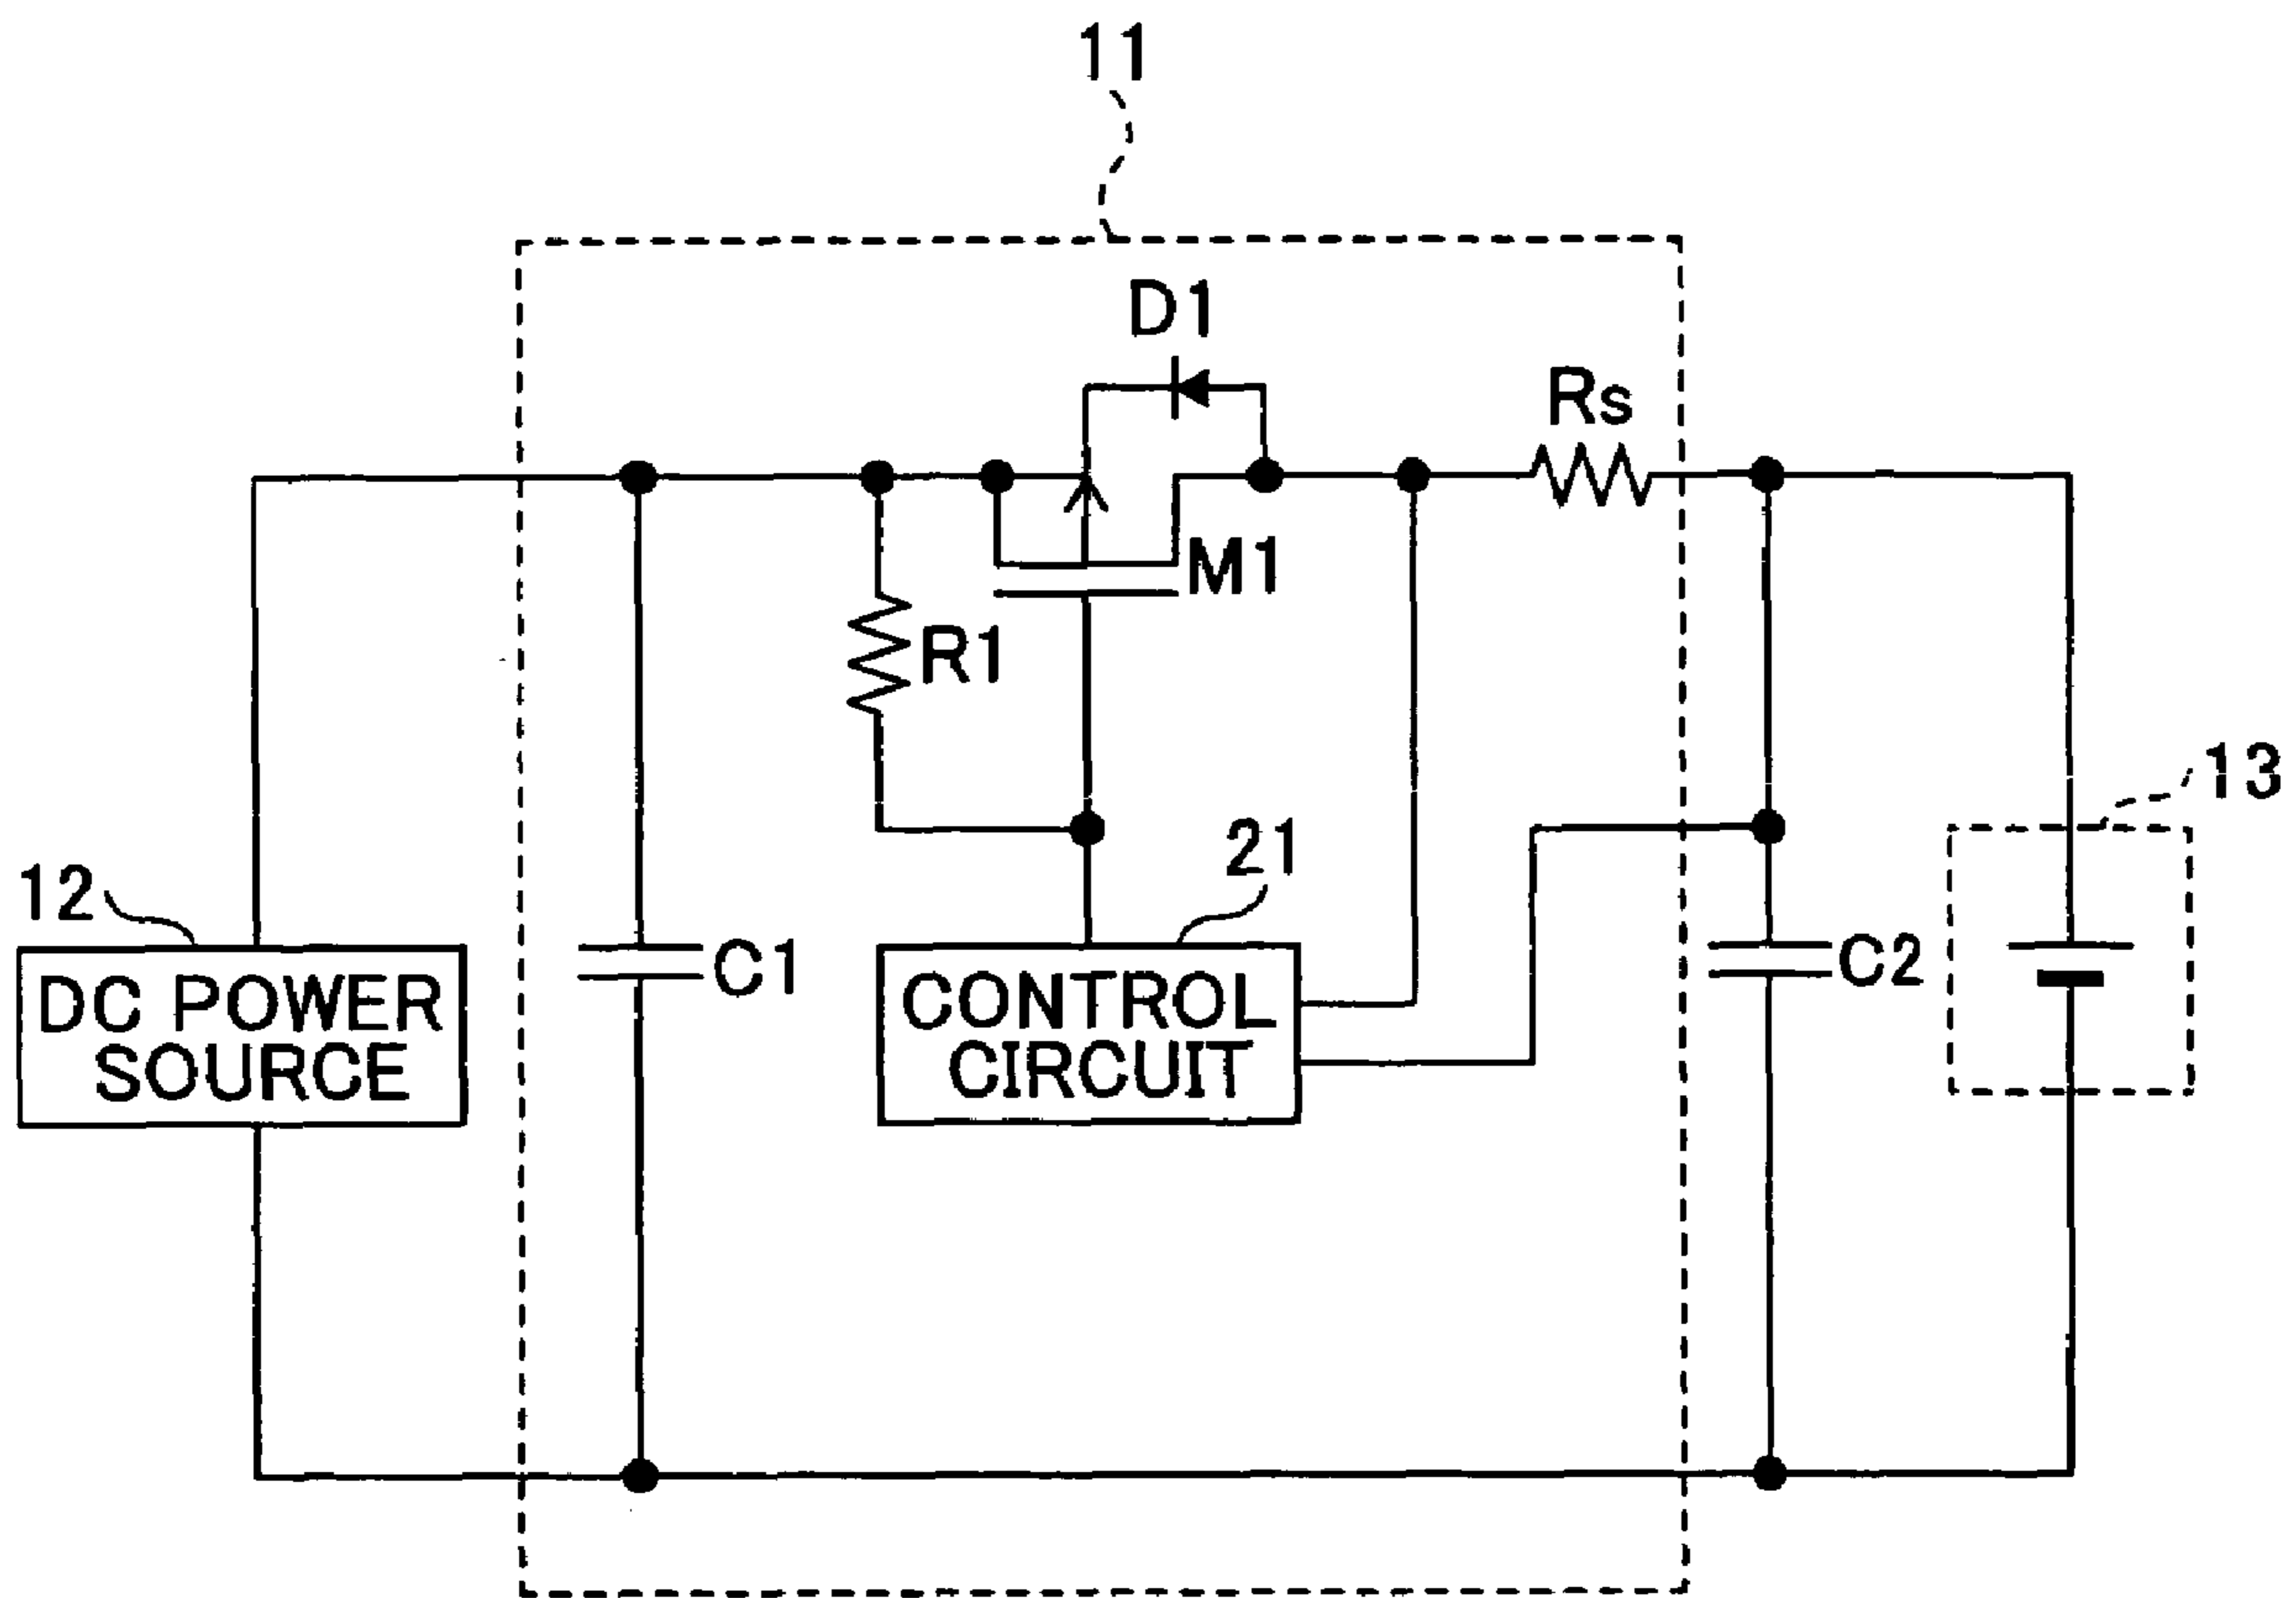 11
D1
Rs
M1
R1
13
21
12
C1
C2
DC POWER
SOURCE
CONTROL
CIRCUIT